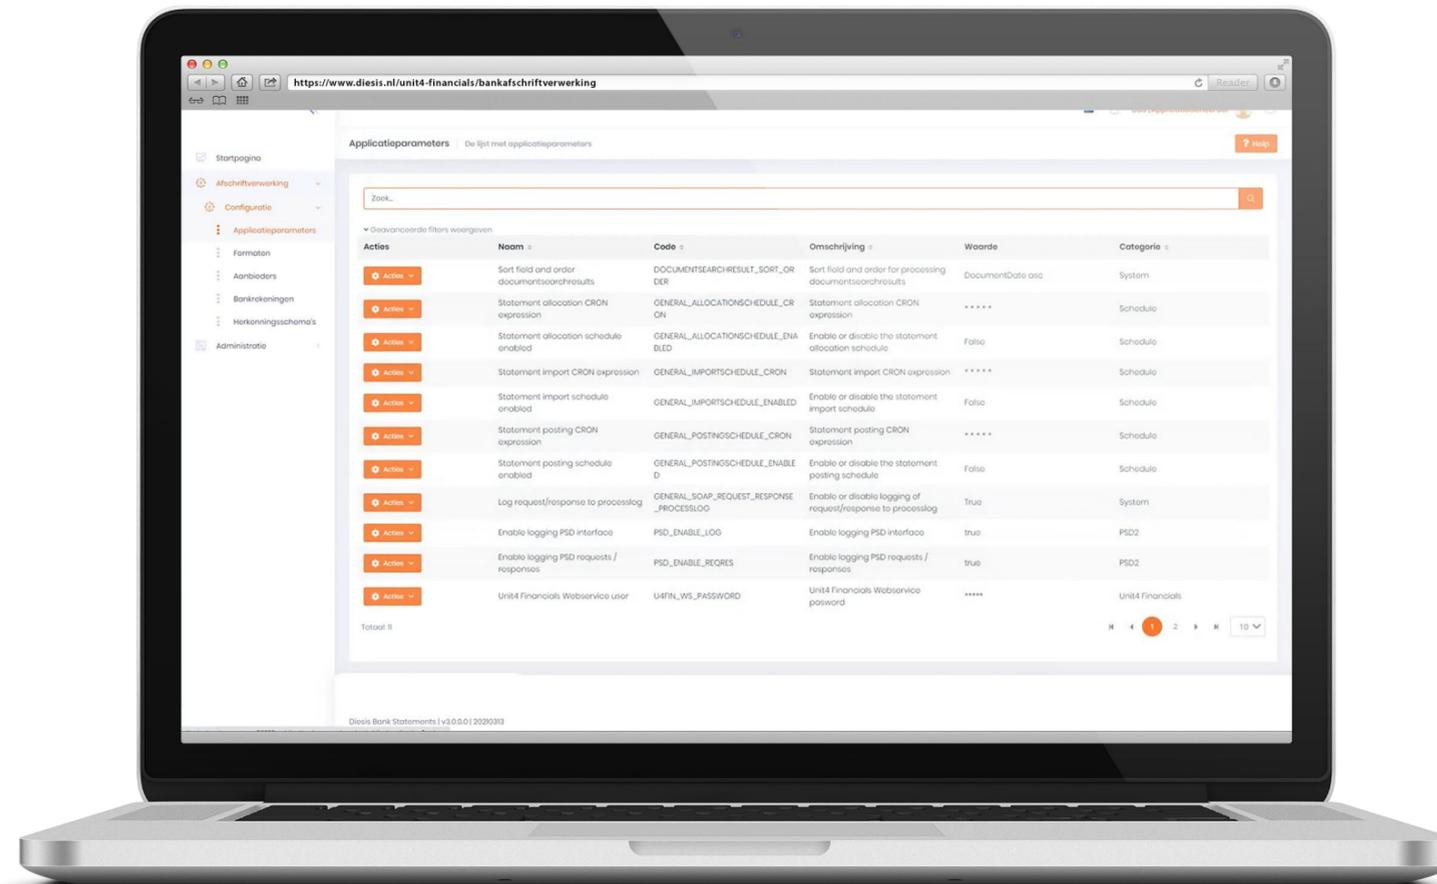 https://www.diesis.nl/unit4-financials/bankafschriftverwerking
Reader
Applicatieparameters De lijst met applicatieparameters
? Help
Startpagina
Afschriftverwerking
Configuratie
Applicatieparameters
Formaten
Aanbieders
Bankrekeningen
Herkenningsschema's
Administratie
Zoek...
Geavanceerde filters weergeven
Acties Naam Code Omschrijving Waarde Categorie
Acties Sort field and order DOCUMENTSEARCHRESULT_SORT_OR Sort field and order for processing DocumentDate asc System
documentsearchresults DER documentsearchresults
Acties Statement allocation CRON GENERAL_ALLOCATIONSCHEDULE_CR Statement allocation CRON * * * * * Schedule
expression ON expression
Acties Statement allocation schedule GENERAL_ALLOCATIONSCHEDULE_ENA Enable or disable the statement False Schedule
enabled BLED allocation schedule
Acties Statement import CRON expression GENERAL_IMPORTSCHEDULE_CRON Statement import CRON expression * * * * * Schedule
Acties Statement import schedule GENERAL_IMPORTSCHEDULE_ENABLED Enable or disable the statement False Schedule
enabled import schedule
Acties Statement posting CRON GENERAL_POSTINGSCHEDULE_CRON Statement posting CRON * * * * * Schedule
expression expression
Acties Statement posting schedule GENERAL_POSTINGSCHEDULE_ENABLE Enable or disable the statement False Schedule
enabled D posting schedule
Acties Log request/response to processlog GENERAL_SOAP_REQUEST_RESPONSE Enable or disable logging of True System
_PROCESSLOG request/response to processlog
Acties Enable logging PSD interface PSD_ENABLE_LOG Enable logging PSD interface true PSD2
Acties Enable logging PSD requests / PSD_ENABLE_REQRES Enable logging PSD requests / true PSD2
responses responses
Acties Unit4 Financials Webservice user U4FIN_WS_PASSWORD Unit4 Financials Webservice ***** Unit4 Financials
pasword
Totaal: 11
1 2 10
Diesis Bank Statements | v3.0.0.0 | 20210313